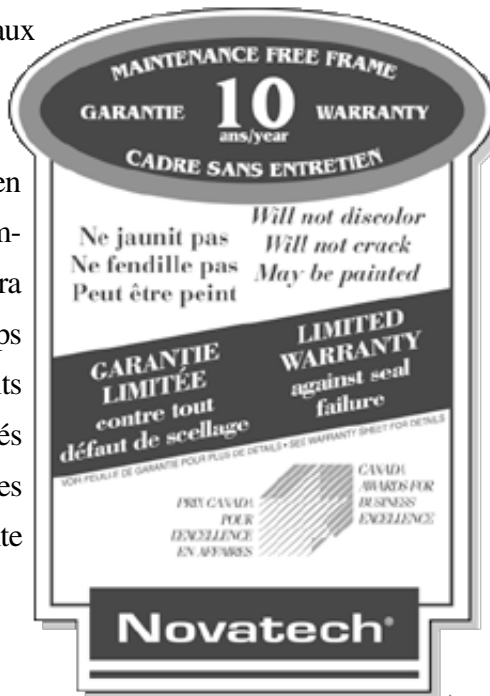 aux
en
m-
ra
ps
ts
és
es
te
MAINTENANCE FREE FRAME
GARANTIE 10 ans/year WARRANTY
CADRE SANS ENTRETIEN
Ne jaunit pas
Ne fendille pas
Peut être peint
Will not discolor
Will not crack
May be painted
GARANTIE
LIMITÉE
contre tout
défaut de scellage
LIMITED
WARRANTY
against seal
failure
VOIR FEUILLE DE GARANTIE POUR PLUS DE DETAILS • SEE WARRANTY SHEET FOR DETAILS
PRIX CANADA
POUR
L'EXCELLENCE
EN AFFAIRES
CANADA
AWARDS FOR
BUSINESS
EXCELLENCE
Novatech®